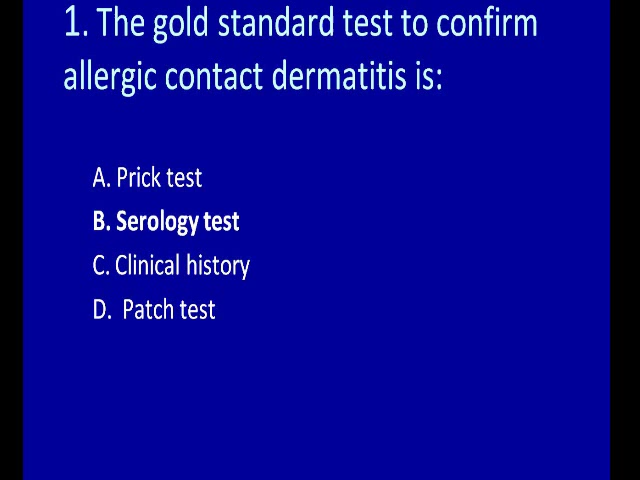 1. The gold standard test to confirm
allergic contact dermatitis is:
A. Prick test
B. Serology test
C. Clinical history
D. Patch test